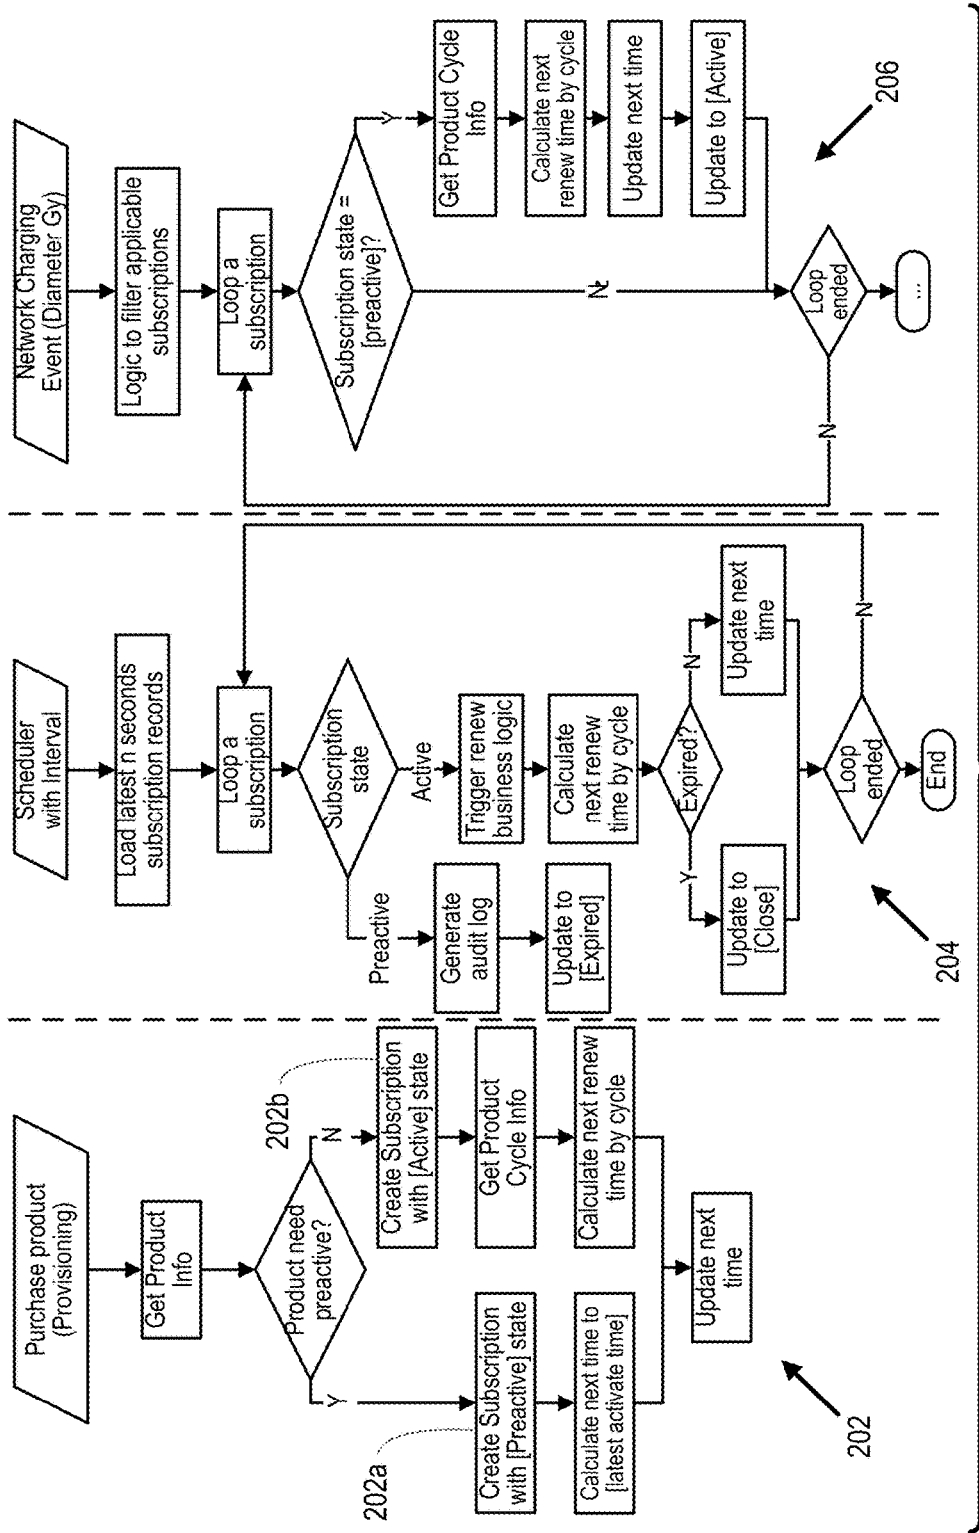 Purchase product
(Provisioning)
Get Product
Info
Product need
preactive?
Y
N
202a
Create Subscription
with [Preactive] state
Calculate next time to
[latest activate time]
202b
Create Subscription
with [Active] state
Get Product
Cycle Info
Calculate next renew
time by cycle
Update next
time
202
Scheduler
with Interval
Load latest n seconds
subscription records
Loop a
subscription
Subscription
state
Preactive
Generate
audit log
Update to
[Expired]
Active
Trigger renew
business logic
Calculate
next renew
time by cycle
Expired?
Y
N
Update to
[Close]
Update next
time
Loop
ended
N
End
204
Network Charging
Event (Diameter Gy)
Logic to filter applicable
subscriptions
Loop a
subscription
Subscription state =
[preactive]?
Y
Get Product Cycle
Info
Calculate next
renew time by cycle
Update next time
Update to [Active]
N
Loop
ended
N
...
206